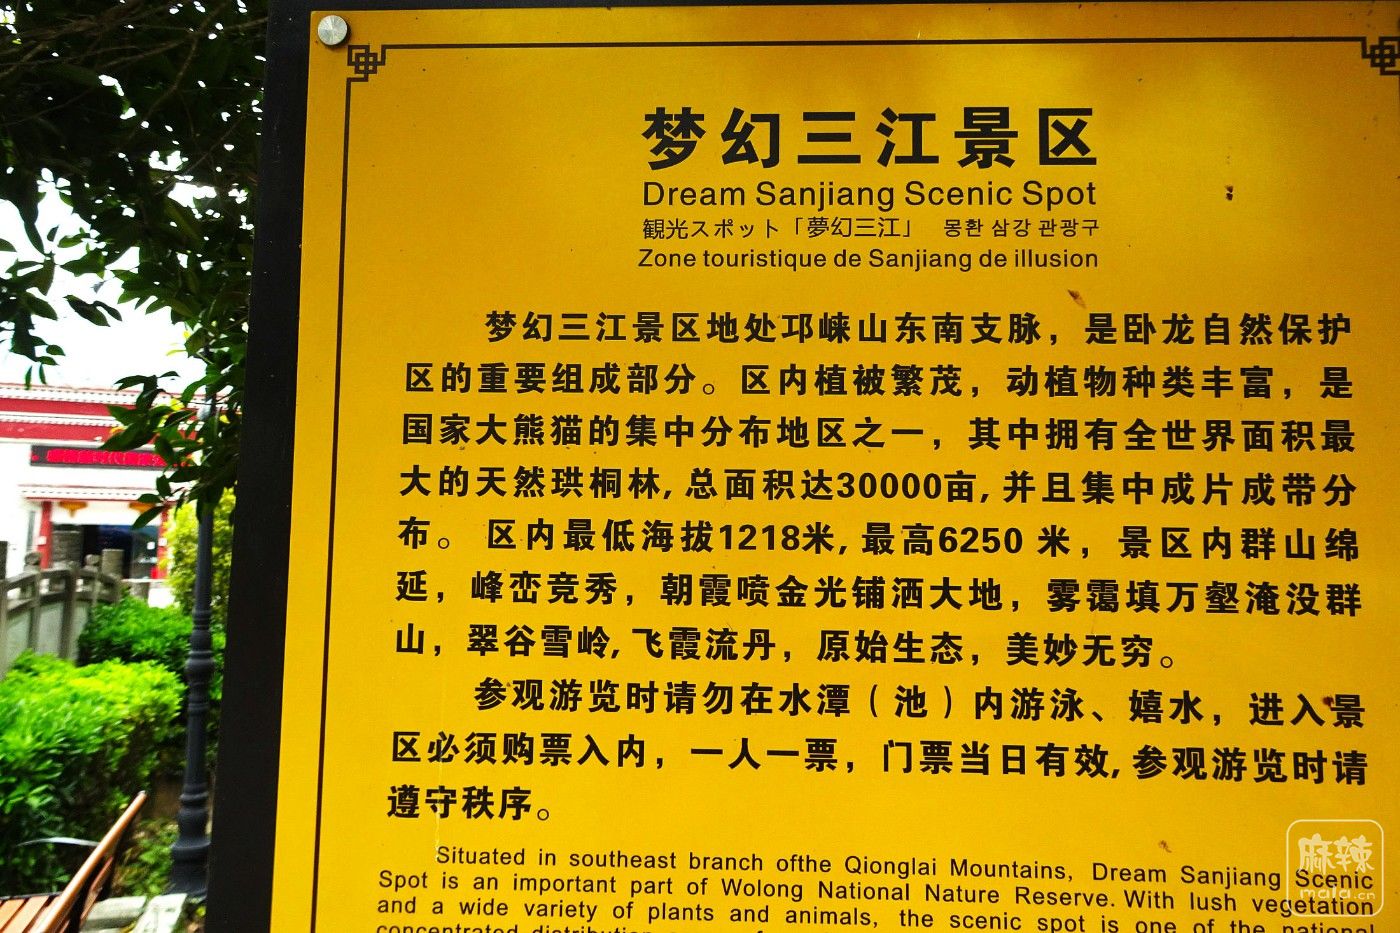 梦幻三江景区
Dream Sanjiang Scenic Spot
観光スポット「夢幻三江」 몽환 삼강 관광구
Zone touristique de Sanjiang de illusion
梦幻三江景区地处邛崃山东南支脉，是卧龙自然保护
区的重要组成部分。区内植被繁茂，动植物种类丰富，是
国家大熊猫的集中分布地区之一，其中拥有全世界面积最
大的天然珙桐林,总面积达30000亩,并且集中成片成带分
布。 区内最低海拔1218米,最高6250 米，景区内群山绵
延，峰峦竞秀，朝霞喷金光铺洒大地，雾霭填万壑淹没群
山，翠谷雪岭,飞霞流丹，原始生态，美妙无穷。
参观游览时请勿在水潭（池）内游泳、嬉水，进入景
区必须购票入内，一人一票，门票当日有效,参观游览时请
遵守秩序。
Situated in southeast branch ofthe Qionglai Mountains, Dream Sanjiang Scenic
Spot is an important part of Wolong National Nature Reserve. With lush vegetation
and a wide variety of plants and animals, the scenic spot is one of the national
concentrated distribution
麻辣
mala.cn